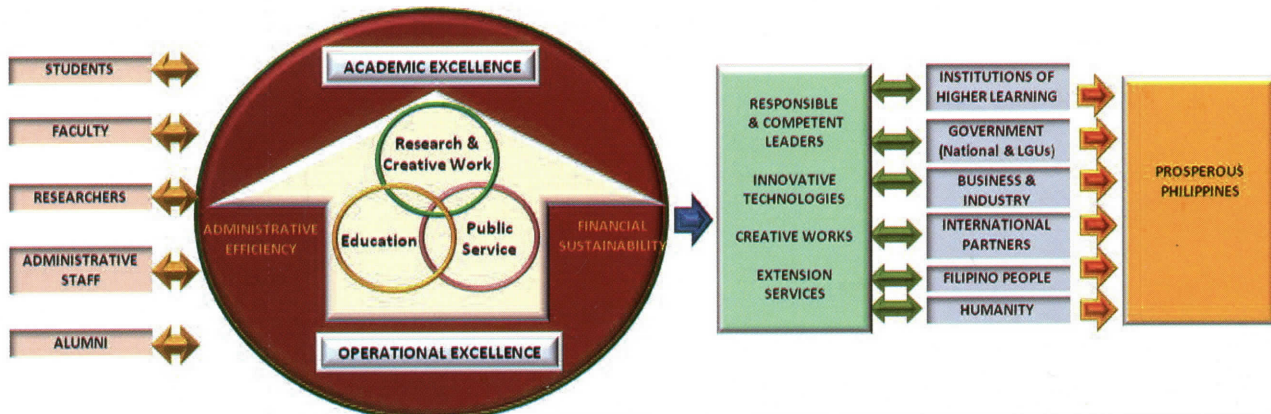 STUDENTS
FACULTY
RESEARCHERS
ADMINISTRATIVE
STAFF
ALUMNI
ACADEMIC EXCELLENCE
Research &
Creative Work
Education
Public
Service
ADMINISTRATIVE
EFFICIENCY
FINANCIAL
SUSTAINABILITY
OPERATIONAL EXCELLENCE
RESPONSIBLE
& COMPETENT
LEADERS
INNOVATIVE
TECHNOLOGIES
CREATIVE WORKS
EXTENSION
SERVICES
INSTITUTIONS OF
HIGHER LEARNING
GOVERNMENT
(National & LGUs)
BUSINESS &
INDUSTRY
INTERNATIONAL
PARTNERS
FILIPINO PEOPLE
HUMANITY
PROSPEROUS
PHILIPPINES